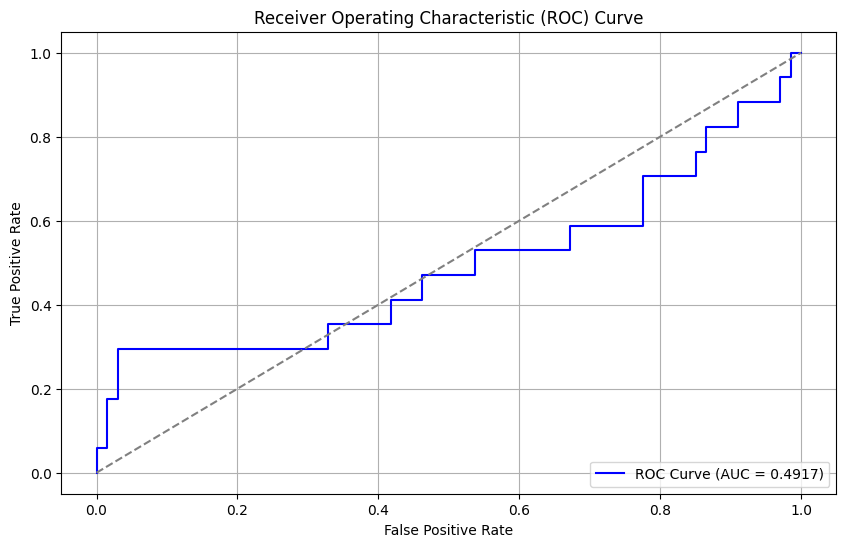 Receiver Operating Characteristic (ROC) Curve
True Positive Rate
1.0
0.8
0.6
0.4
0.2
0.0
ROC Curve (AUC = 0.4917)
0.0 0.2 0.4 0.6 0.8 1.0
False Positive Rate